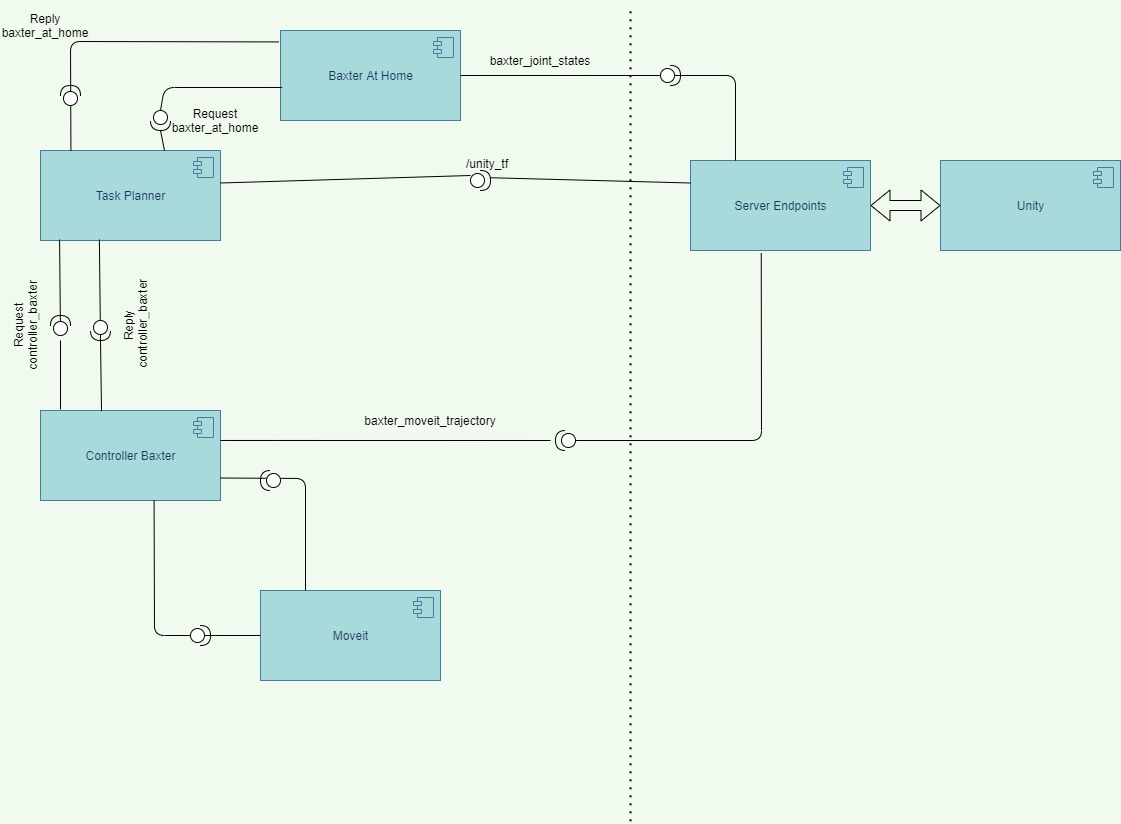 Reply
baxter_at_home
Baxter At Home
baxter_joint_states
Request
baxter_at_home
Task Planner
/unity_tf
Server Endpoints
Unity
Request
controller_baxter
Reply
controller_baxter
Controller Baxter
baxter_moveit_trajectory
Moveit